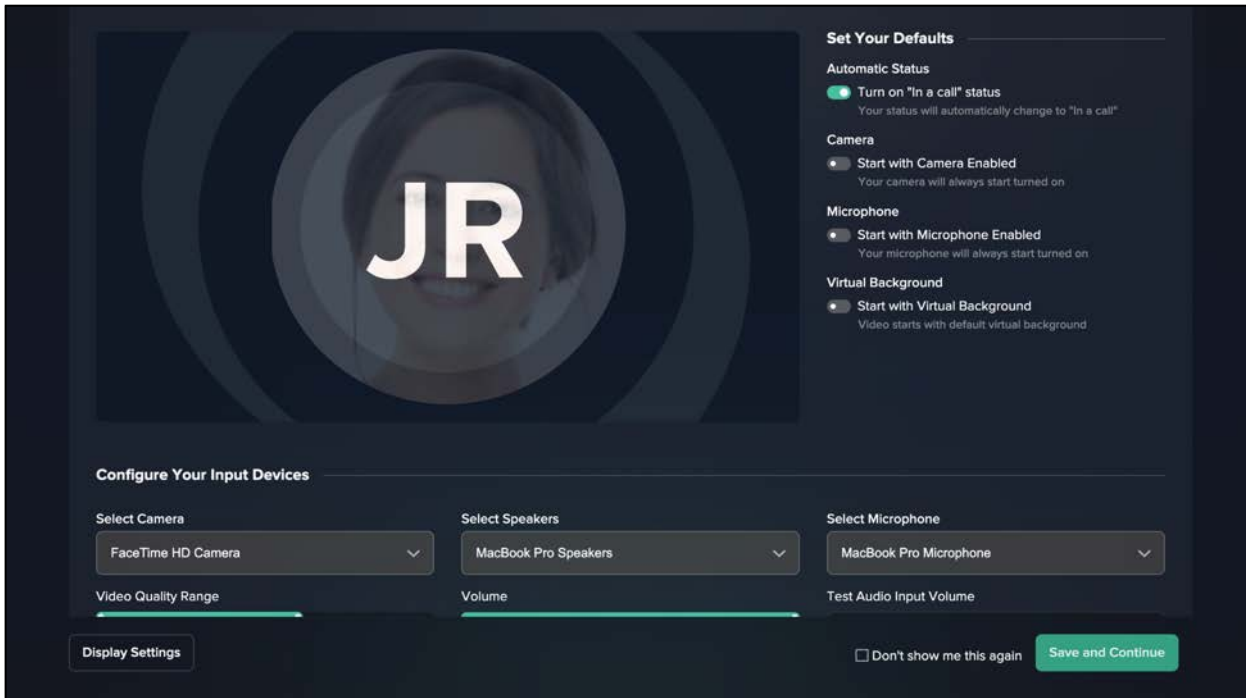 JR
Set Your Defaults
Automatic Status
Turn on "In a call" status
Your status will automatically change to "In a call"
Camera
Start with Camera Enabled
Your camera will always start turned on
Microphone
Start with Microphone Enabled
Your microphone will always start turned on
Virtual Background
Start with Virtual Background
Video starts with default virtual background
Configure Your Input Devices
Select Camera
FaceTime HD Camera
Select Speakers
MacBook Pro Speakers
Select Microphone
MacBook Pro Microphone
Video Quality Range
Volume
Test Audio Input Volume
Display Settings
Don't show me this again
Save and Continue